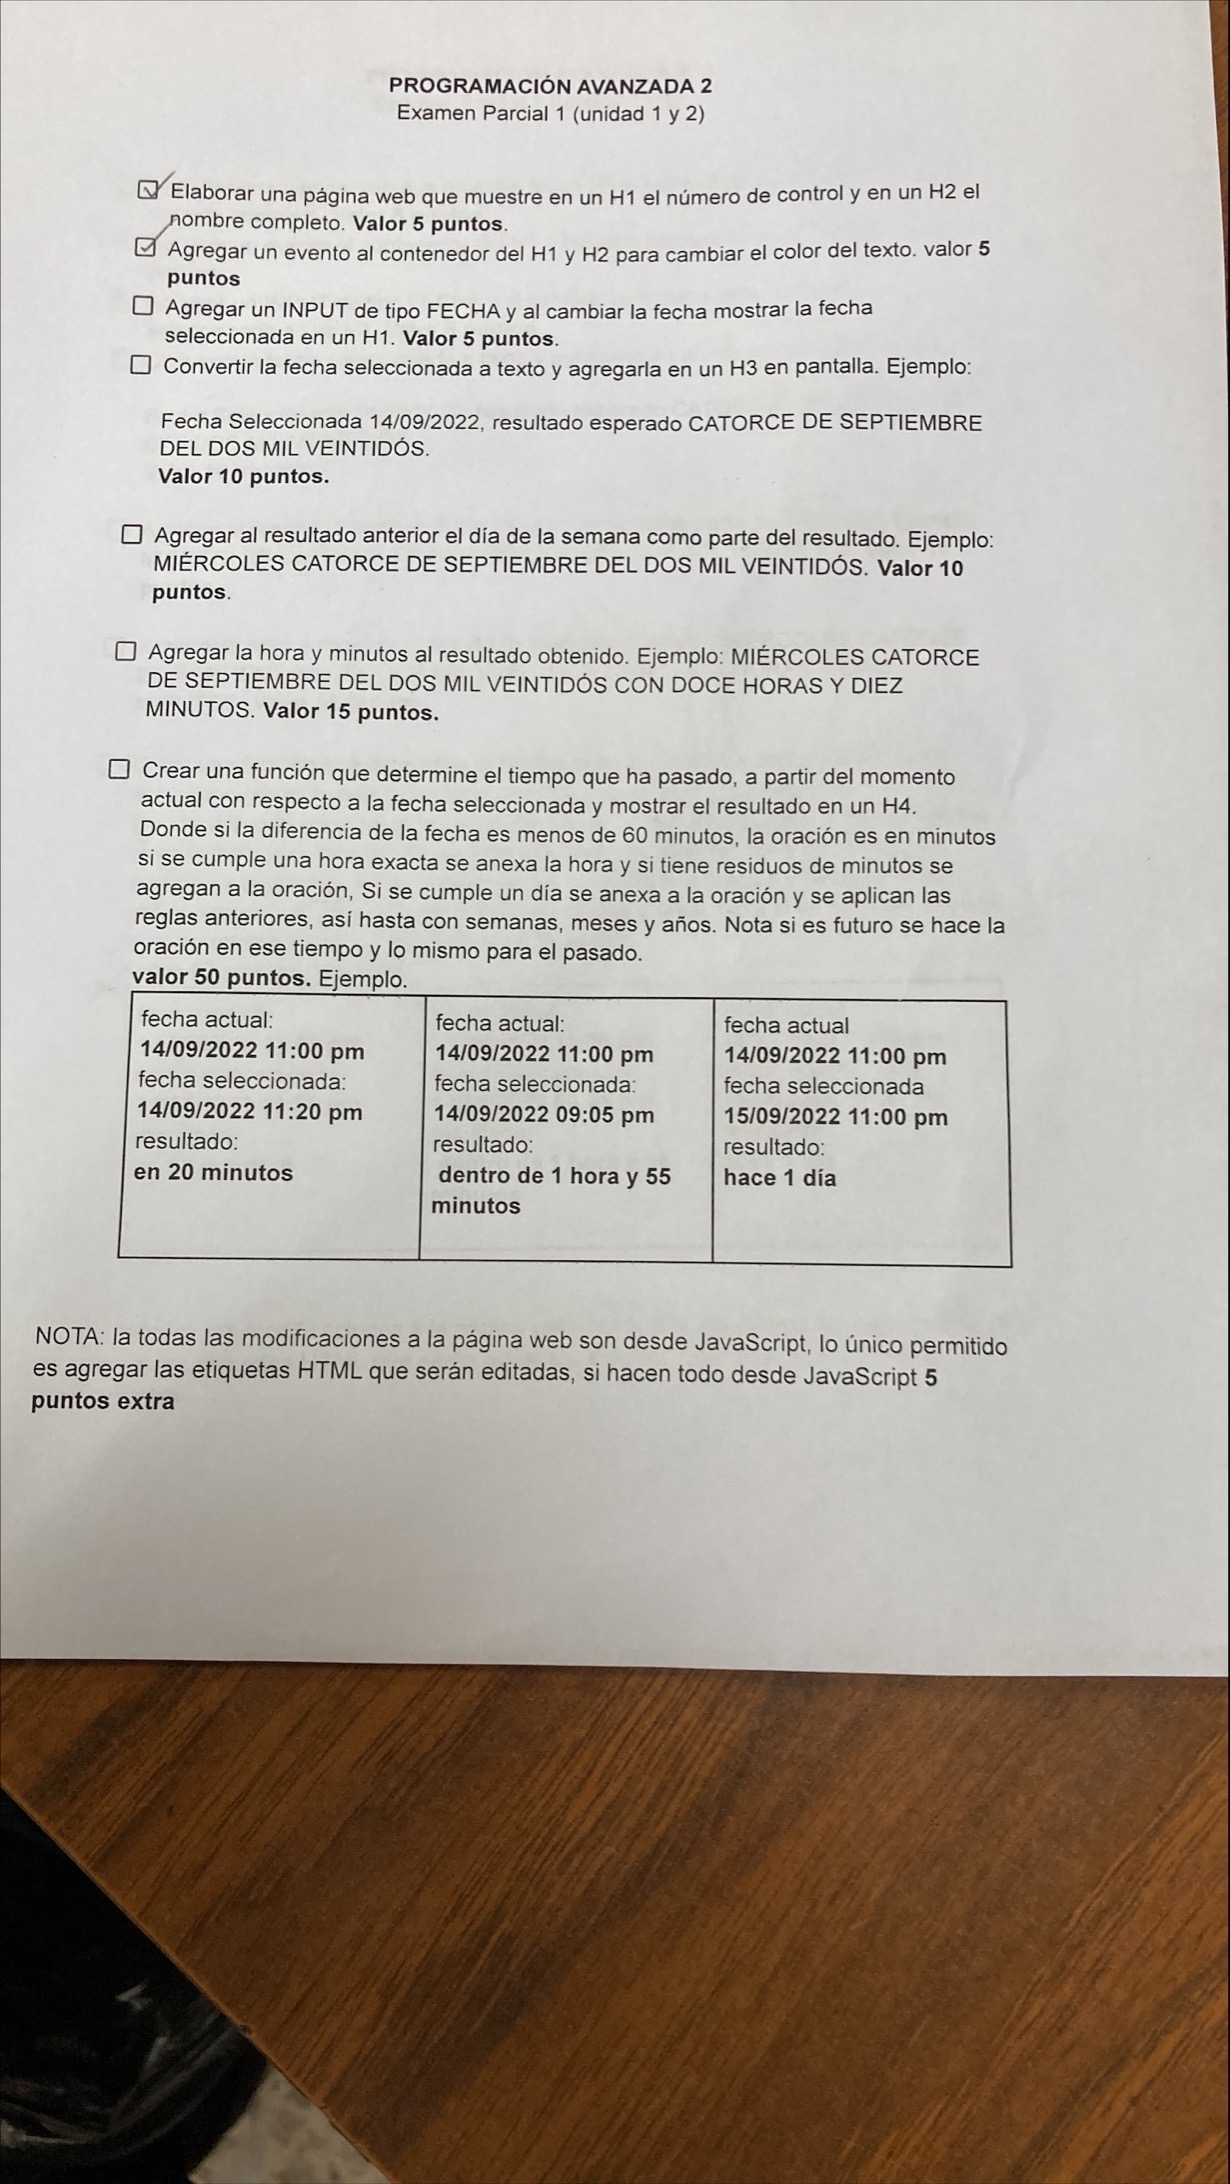 PROGRAMACIÓN AVANZADA 2
Examen Parcial 1 (unidad 1 y 2)
Elaborar una página web que muestre en un H1 el número de control y en un H2 el
nombre completo. Valor 5 puntos.
Agregar un evento al contenedor del H1 y H2 para cambiar el color del texto. valor 5
puntos
Agregar un INPUT de tipo FECHA y al cambiar la fecha mostrar la fecha
seleccionada en un H1. Valor 5 puntos.
Convertir la fecha seleccionada a texto y agregarla en un H3 en pantalla. Ejemplo:
Fecha Seleccionada 14/09/2022, resultado esperado CATORCE DE SEPTIEMBRE
DEL DOS MIL VEINTIDÓS.
Valor 10 puntos.
Agregar al resultado anterior el día de la semana como parte del resultado. Ejemplo:
MIÉRCOLES CATORCE DE SEPTIEMBRE DEL DOS MIL VEINTIDÓS. Valor 10
puntos.
Agregar la hora y minutos al resultado obtenido. Ejemplo: MIÉRCOLES CATORCE
DE SEPTIEMBRE DEL DOS MIL VEINTIDÓS CON DOCE HORAS Y DIEZ
MINUTOS. Valor 15 puntos.
Crear una función que determine el tiempo que ha pasado, a partir del momento
actual con respecto a la fecha seleccionada y mostrar el resultado en un H4.
Donde si la diferencia de la fecha es menos de 60 minutos, la oración es en minutos
si se cumple una hora exacta se anexa la hora y si tiene residuos de minutos se
agregan a la oración, Si se cumple un día se anexa a la oración y se aplican las
reglas anteriores, así hasta con semanas, meses y años. Nota si es futuro se hace la
oración en ese tiempo y lo mismo para el pasado.
valor 50 puntos. Ejemplo.
fecha actual:
14/09/2022 11:00 pm
fecha seleccionada:
14/09/2022 11:20 pm
resultado:
en 20 minutos
fecha actual:
14/09/2022 11:00 pm
fecha seleccionada:
14/09/2022 09:05 pm
resultado:
dentro de 1 hora y 55
minutos
fecha actual
14/09/2022 11:00 pm
fecha seleccionada
15/09/2022 11:00 pm
resultado:
hace 1 día
NOTA: la todas las modificaciones a la página web son desde JavaScript, lo único permitido
es agregar las etiquetas HTML que serán editadas, si hacen todo desde JavaScript 5
puntos extra